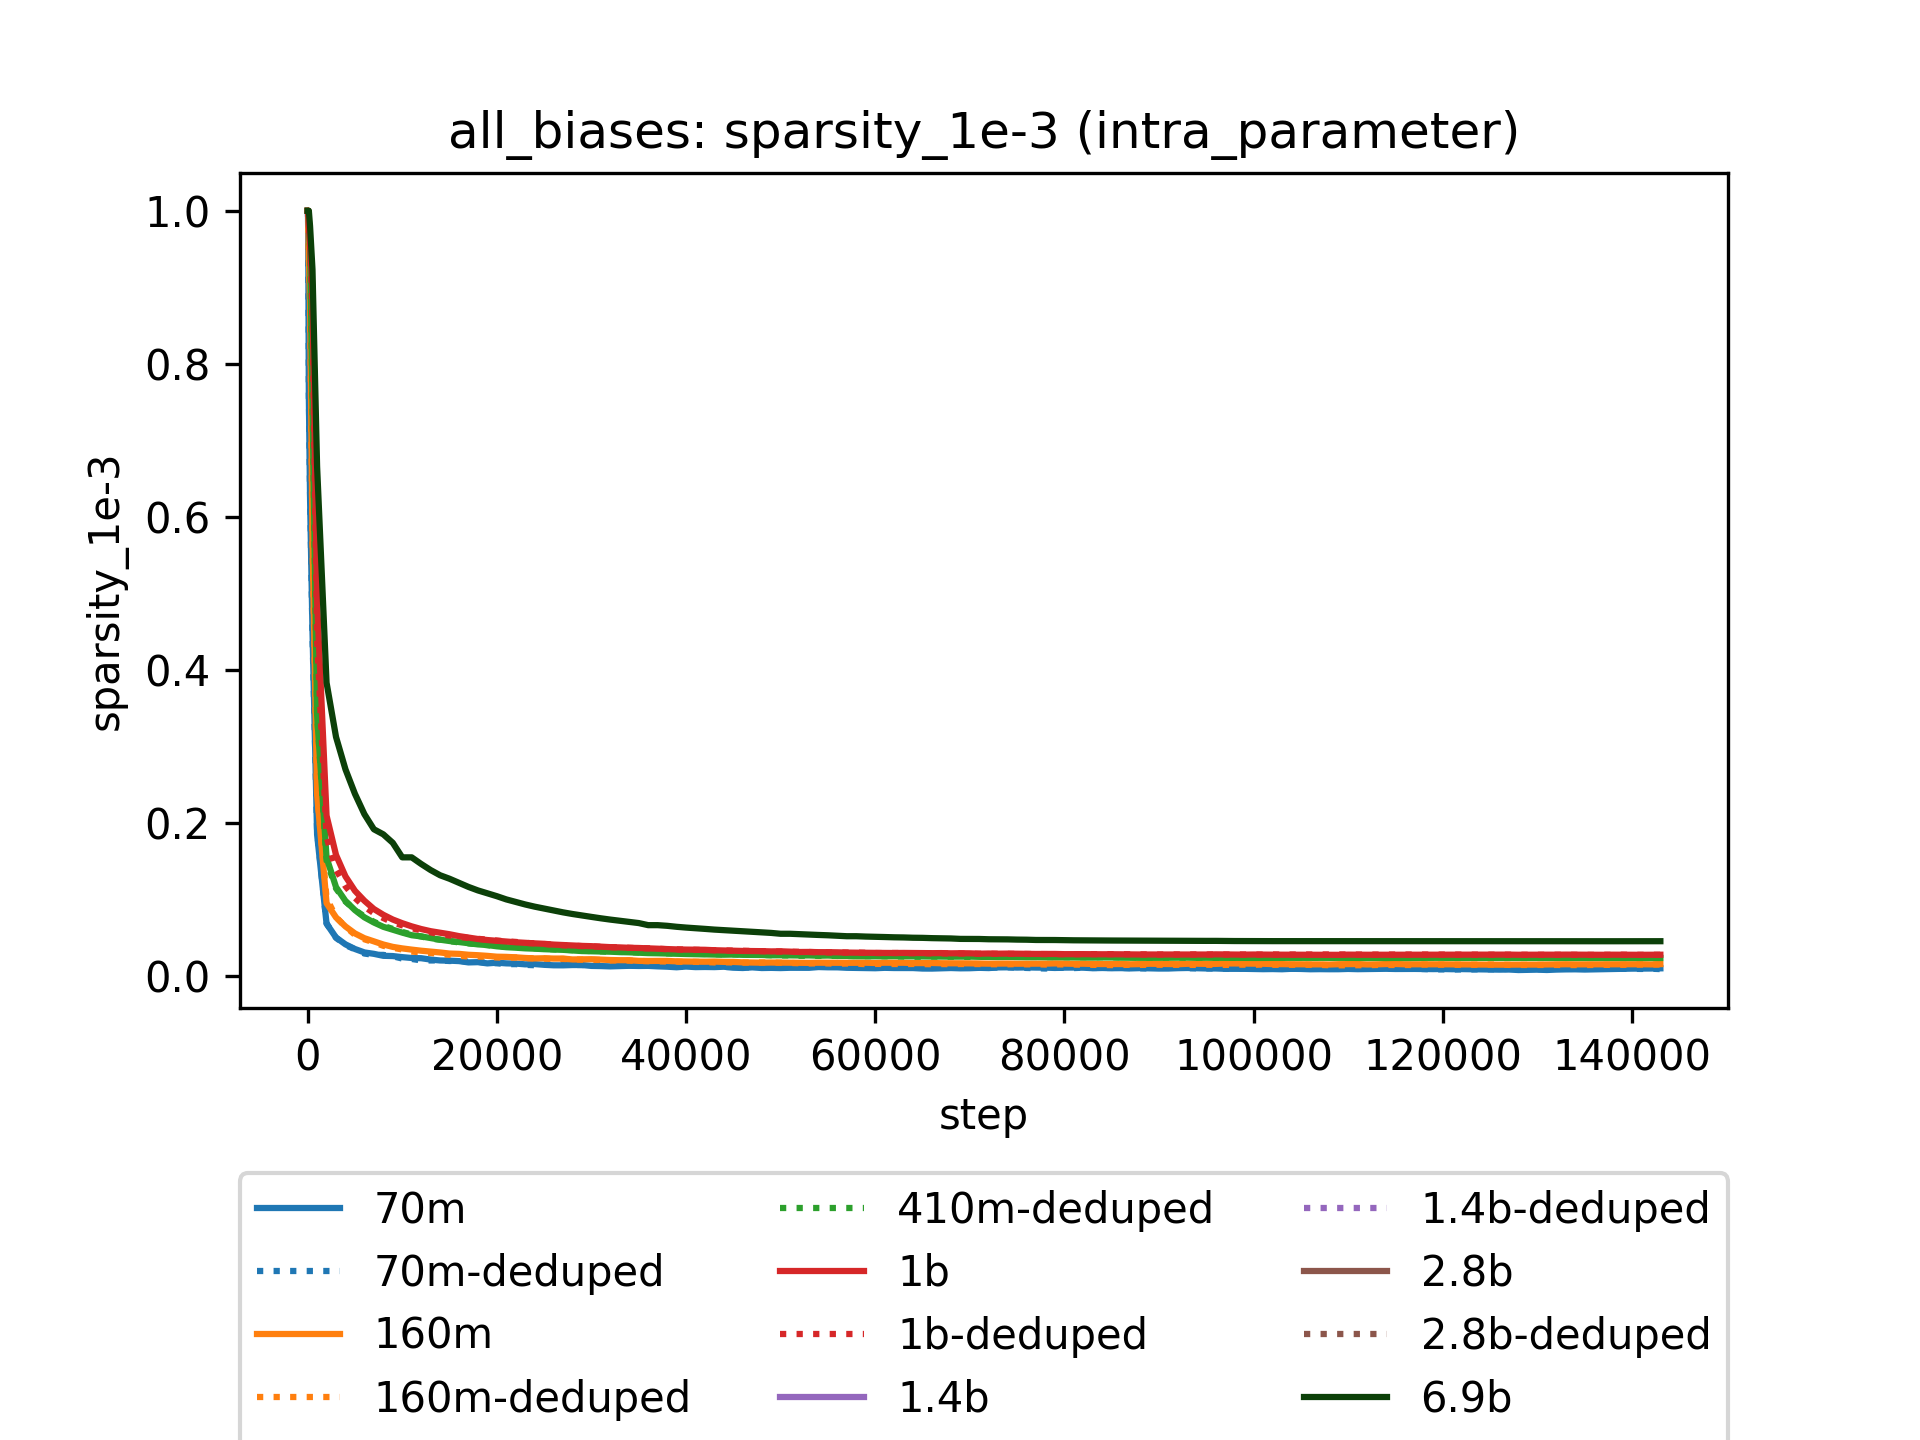 all_biases: sparsity_1e-3 (intra_parameter)
1.0
0.8
0.6
0.4
0.2
0.0
sparsity_1e-3
0 20000 40000 60000 80000 100000 120000 140000
step
70m
70m-deduped
160m
160m-deduped
410m-deduped
1b
1b-deduped
1.4b
1.4b-deduped
2.8b
2.8b-deduped
6.9b